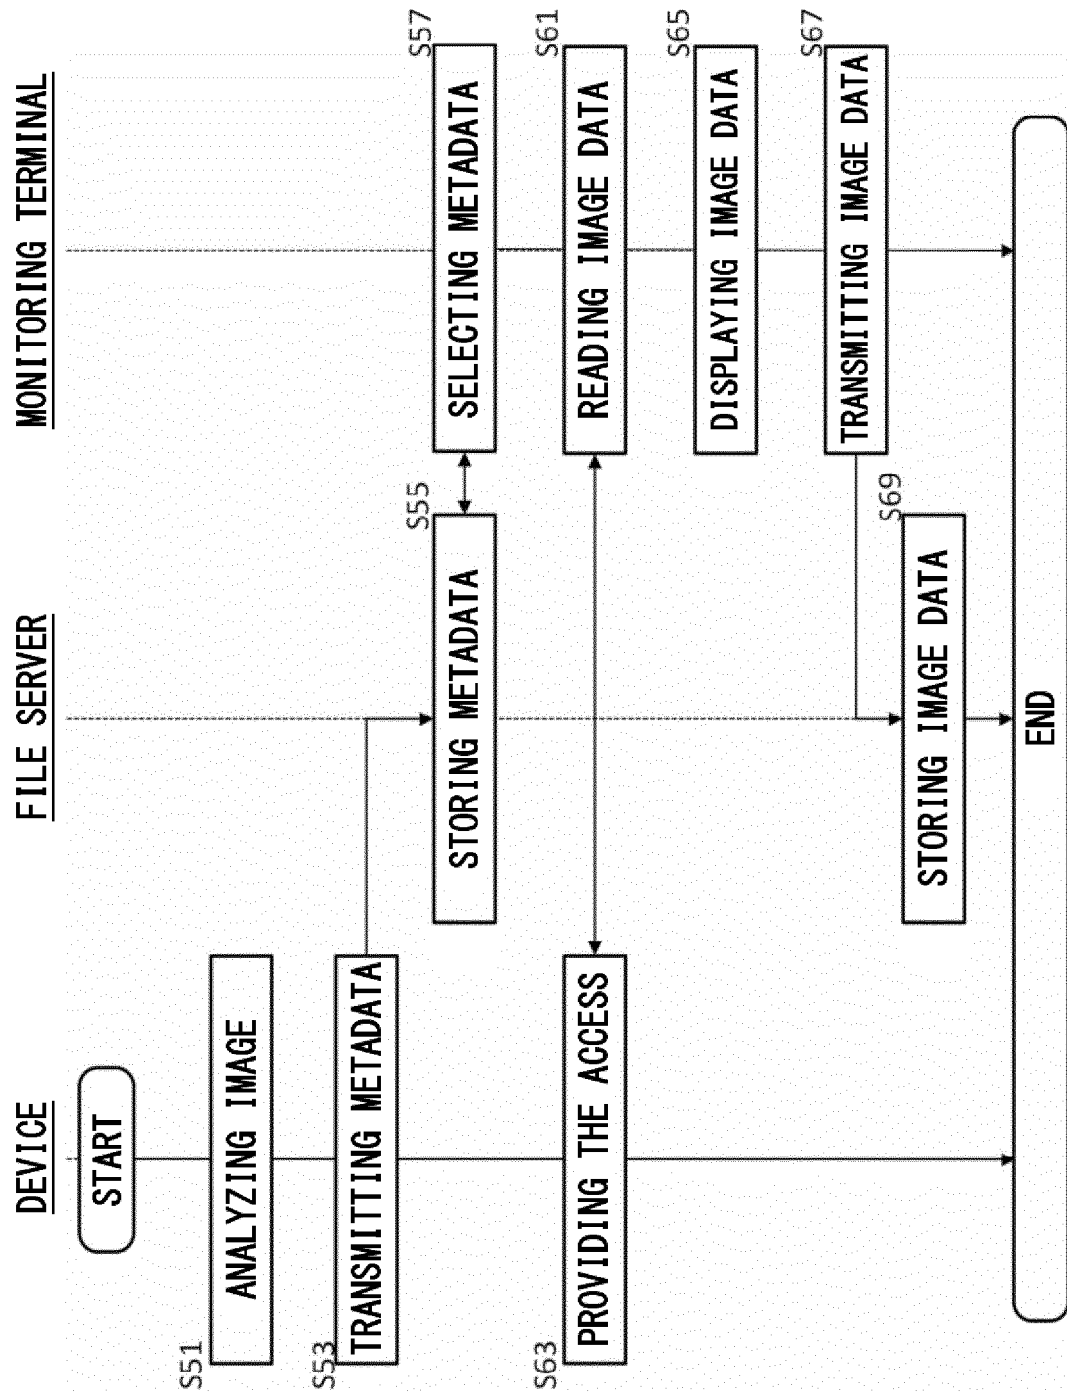 DEVICE
FILE SERVER
MONITORING TERMINAL
START
S51
ANALYZING IMAGE
S53
TRANSMITTING METADATA
S55
STORING METADATA
S57
SELECTING METADATA
S63
PROVIDING THE ACCESS
S61
READING IMAGE DATA
S65
DISPLAYING IMAGE DATA
S67
TRANSMITTING IMAGE DATA
S69
STORING IMAGE DATA
END